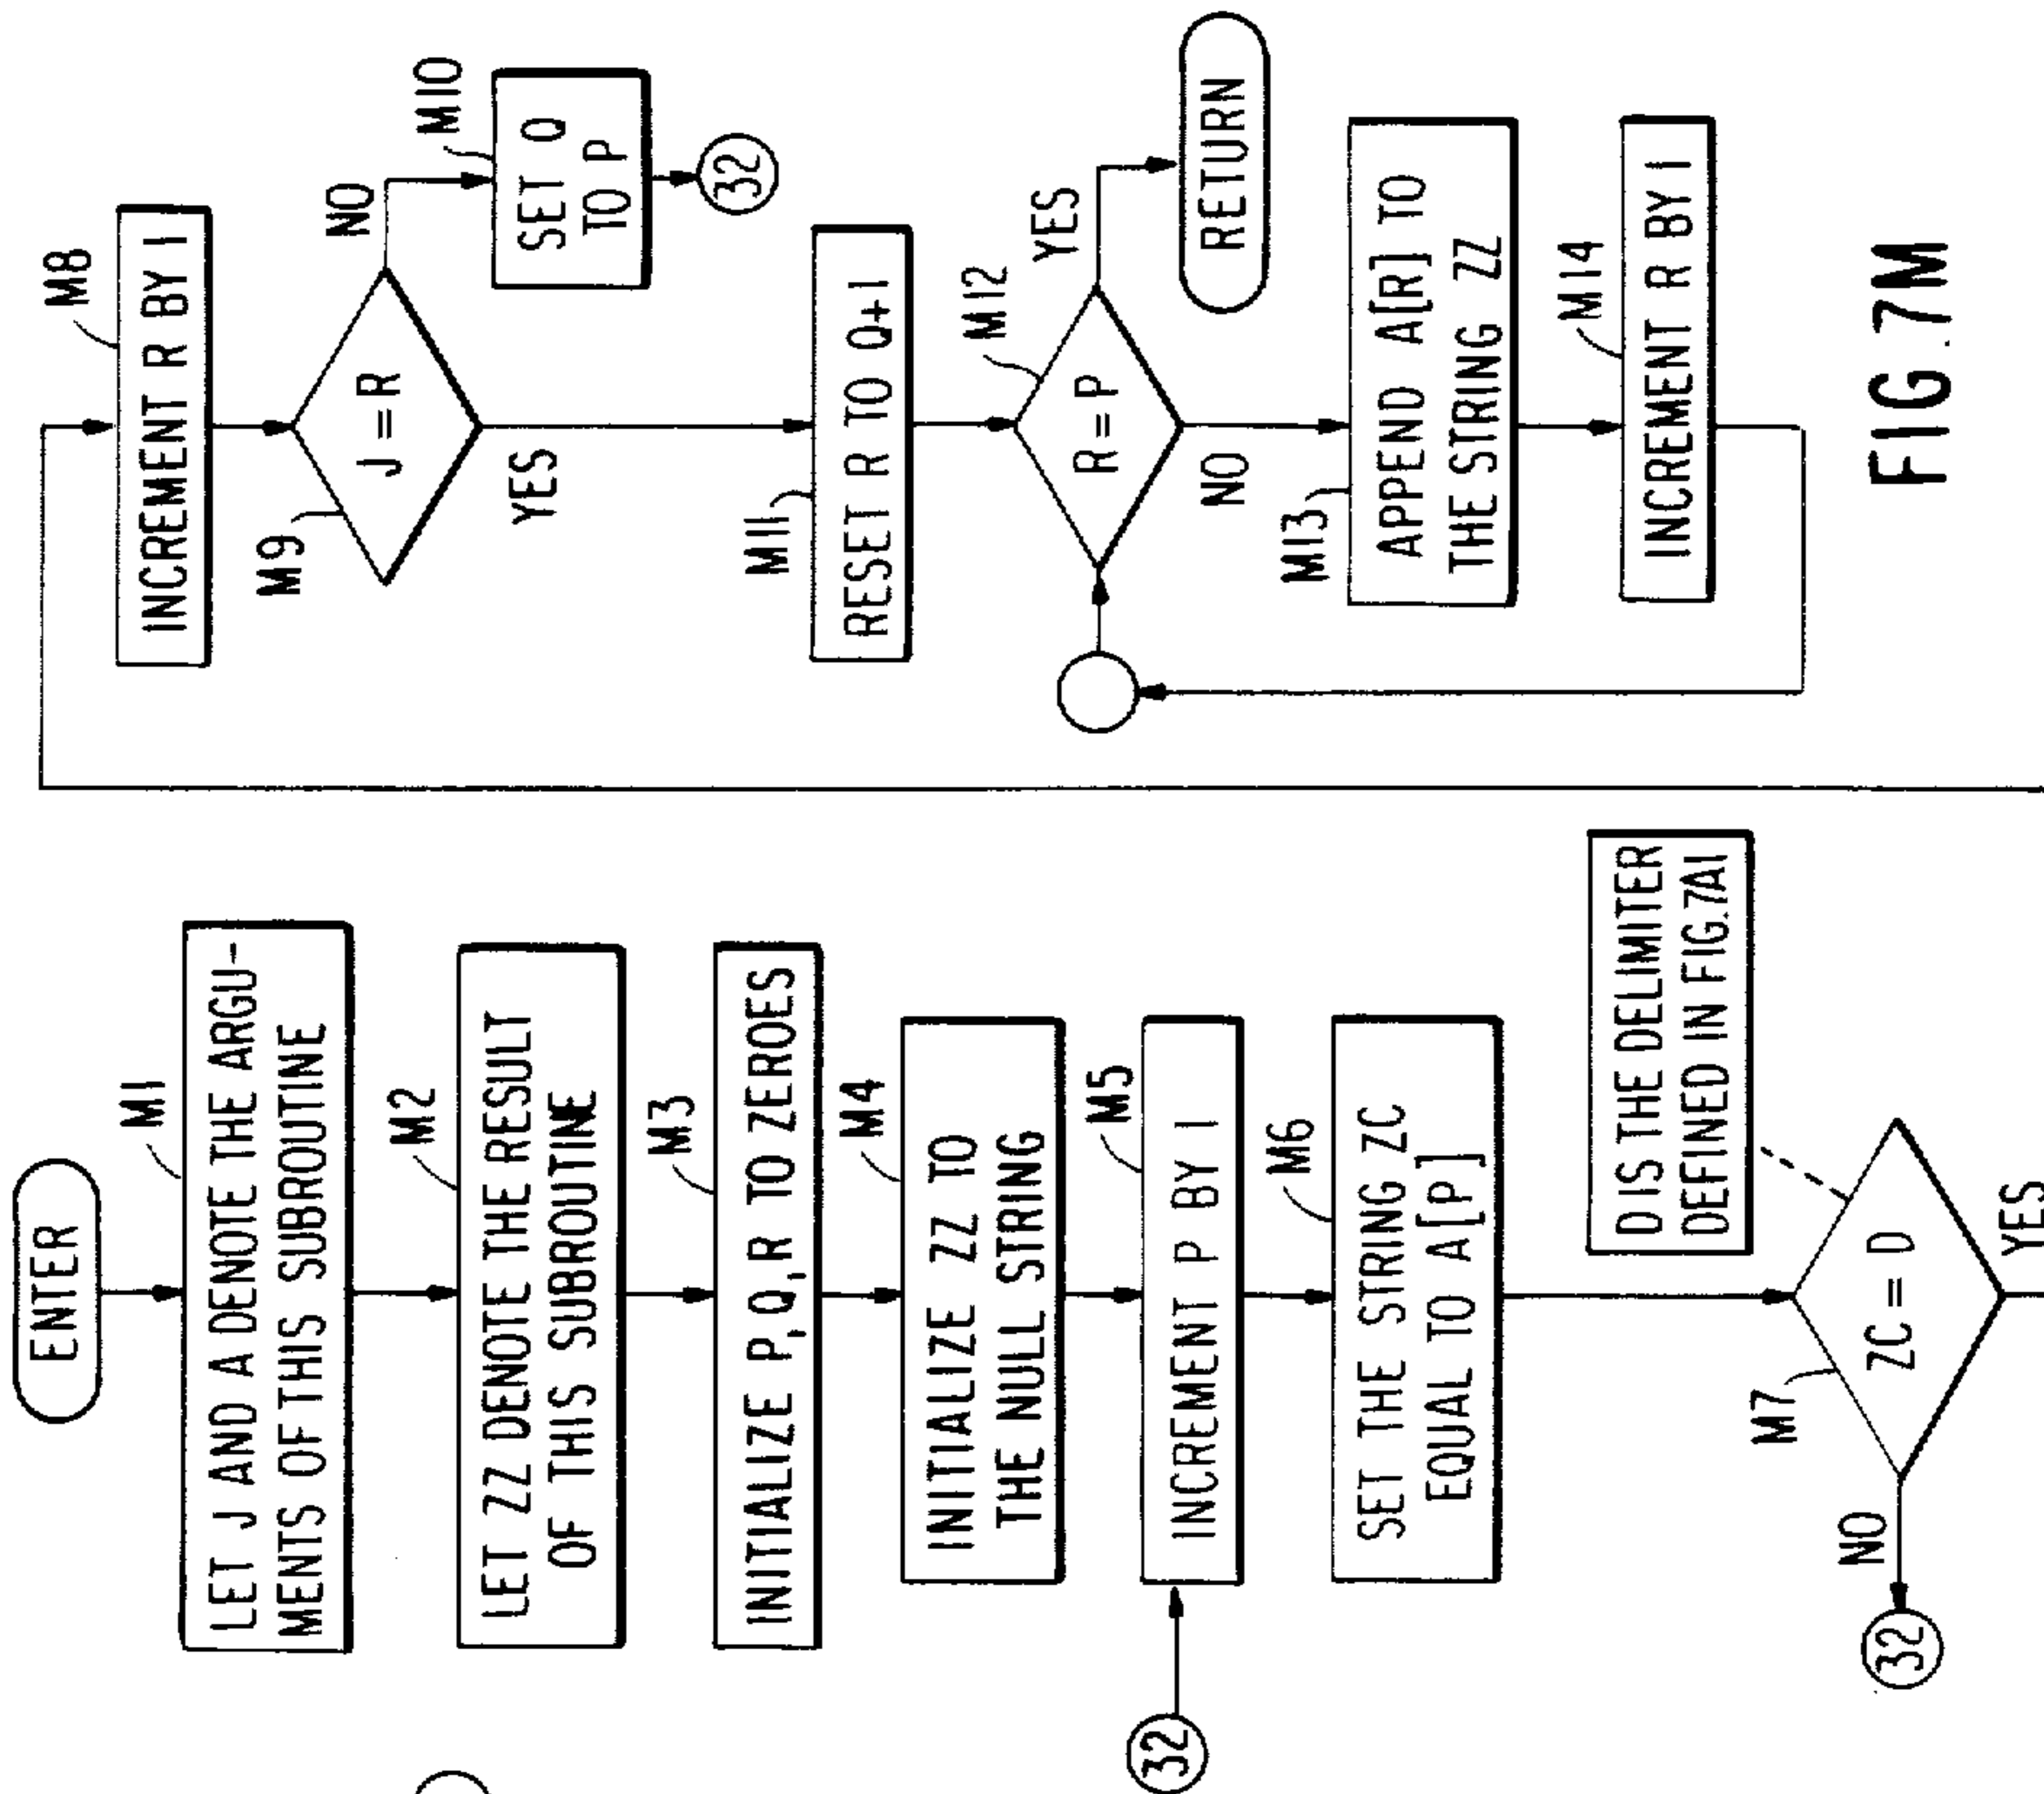 ENTER
M1
LET J AND A DENOTE THE ARGU-
MENTS OF THIS SUBROUTINE
M2
LET ZZ DENOTE THE RESULT
OF THIS SUBROUTINE
M3
INITIALIZE P,Q,R TO ZEROES
M4
INITIALIZE ZZ TO
THE NULL STRING
32
M5
INCREMENT P BY 1
M6
SET THE STRING ZC
EQUAL TO A[P]
D IS THE DELIMITER
DEFINED IN FIG.7A1
M7
ZC = D
NO
32
YES
M8
INCREMENT R BY 1
M9
J = R
NO
M10
SET Q
TO P
32
YES
M11
RESET R TO Q+1
M12
R = P
YES
RETURN
NO
M13
APPEND A[R] TO
THE STRING ZZ
M14
INCREMENT R BY 1
FIG.7M